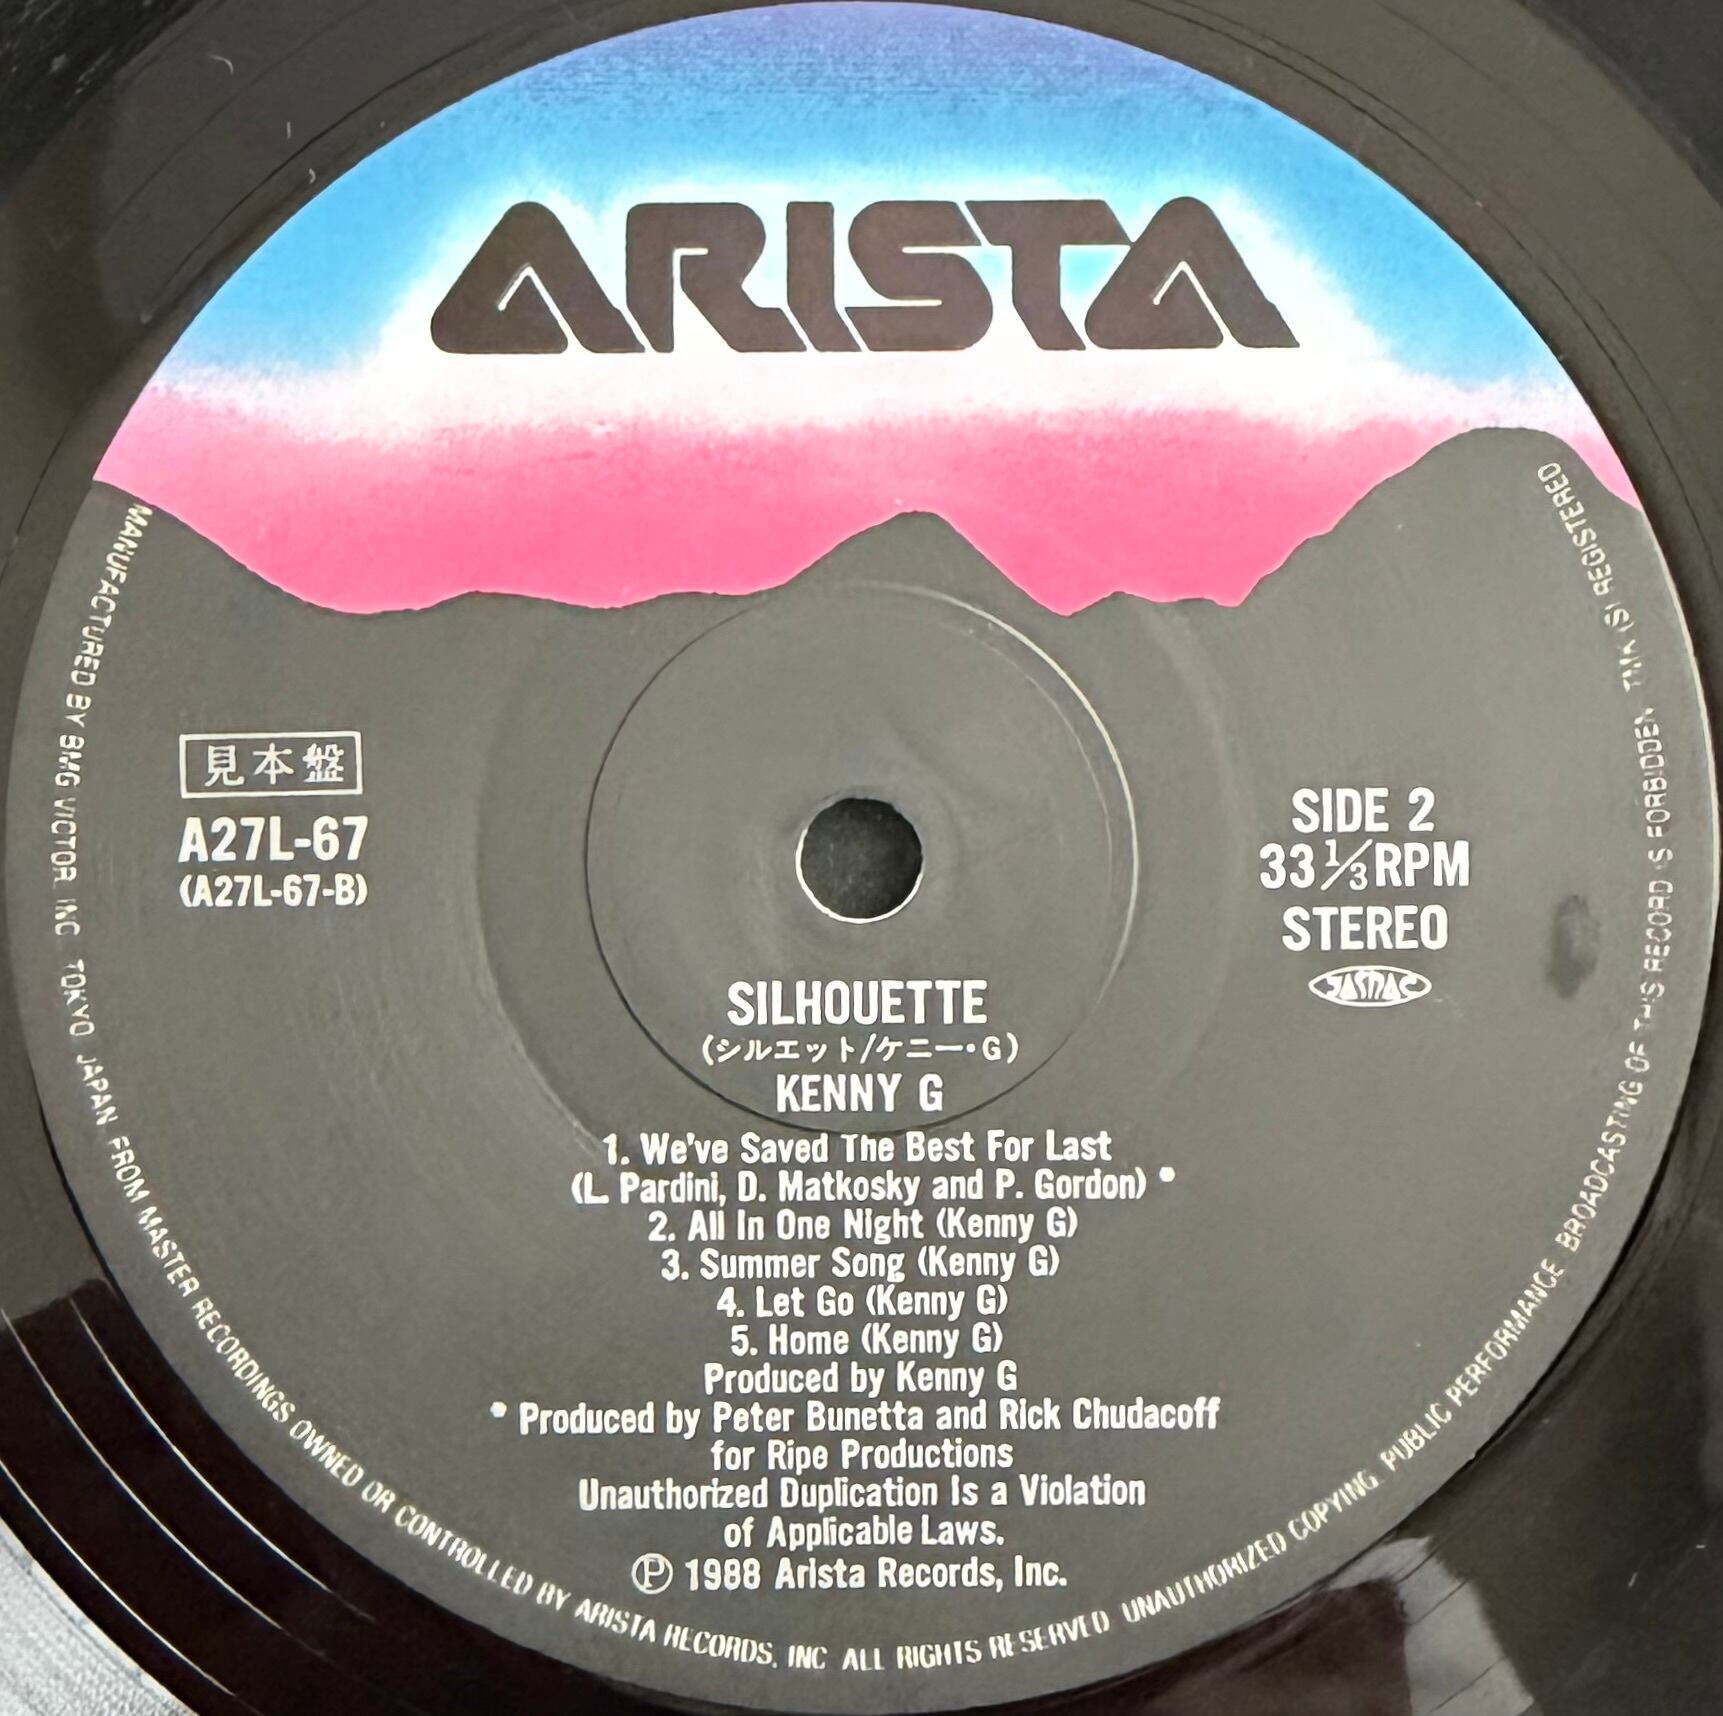 ARISTA
見本盤
A27L-67
(A27L-67-B)
SIDE 2
33 1/3 RPM
STEREO
JASRAC
SILHOUETTE
(シルエット/ケニー・G)
KENNY G
1. We've Saved The Best For Last
(L. Pardini, D. Matkosky and P. Gordon) •
2. All In One Night (Kenny G)
3. Summer Song (Kenny G)
4. Let Go (Kenny G)
5. Home (Kenny G)
Produced by Kenny G
• Produced by Peter Bunetta and Rick Chudacoff
for Ripe Productions
Unauthorized Duplication Is a Violation
of Applicable Laws.
Ⓟ 1988 Arista Records, Inc.
MANUFACTURED BY BMG VICTOR, INC. TOKYO, JAPAN FROM MASTER RECORDINGS OWNED OR CONTROLLED BY ARISTA RECORDS, INC ALL RIGHTS RESERVED UNAUTHORIZED COPYING, PUBLIC PERFORMANCE BROADCASTING OF THIS RECORD IS FORBIDDEN TMK (S) REGISTERED